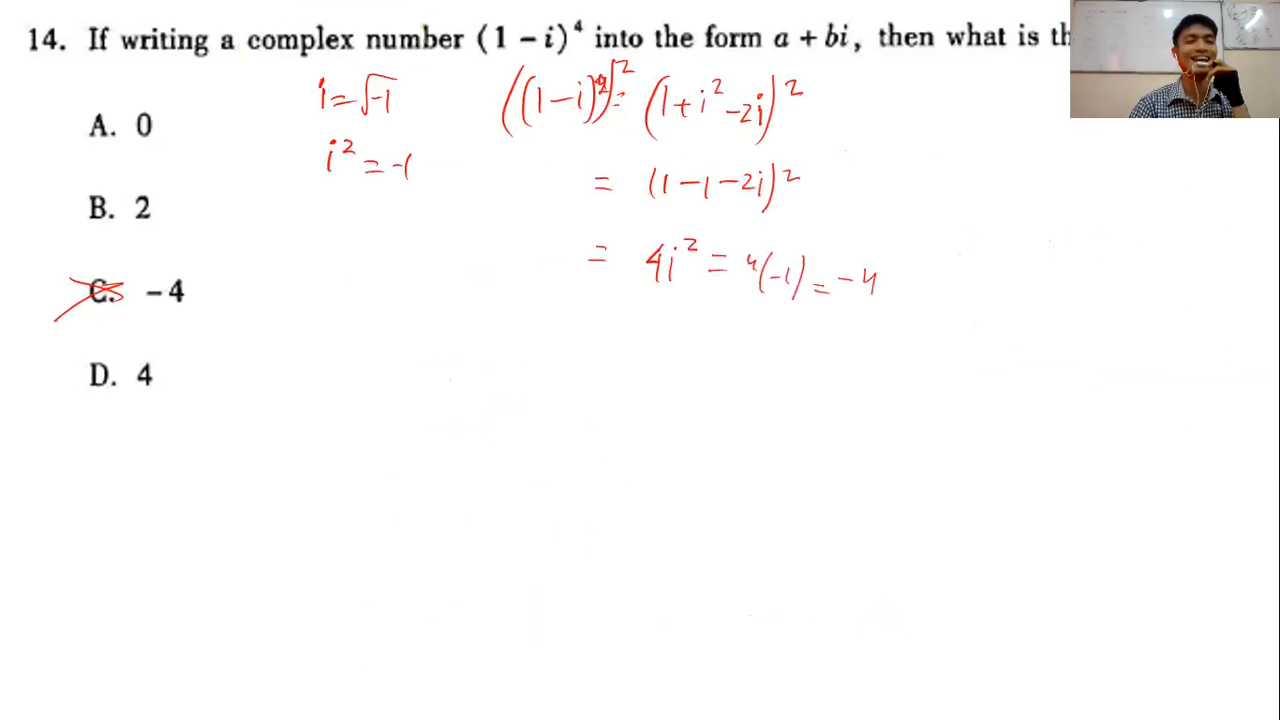 14. If writing a complex number (1 − i)⁴ into the form a + bi, then what is th
i = √-1
((1-i)²)² = (1+i²-2i)²
A. 0
i² = -1
= (1-1-2i)²
B. 2
= 4i² = 4(-1) = -4
C. −4
D. 4